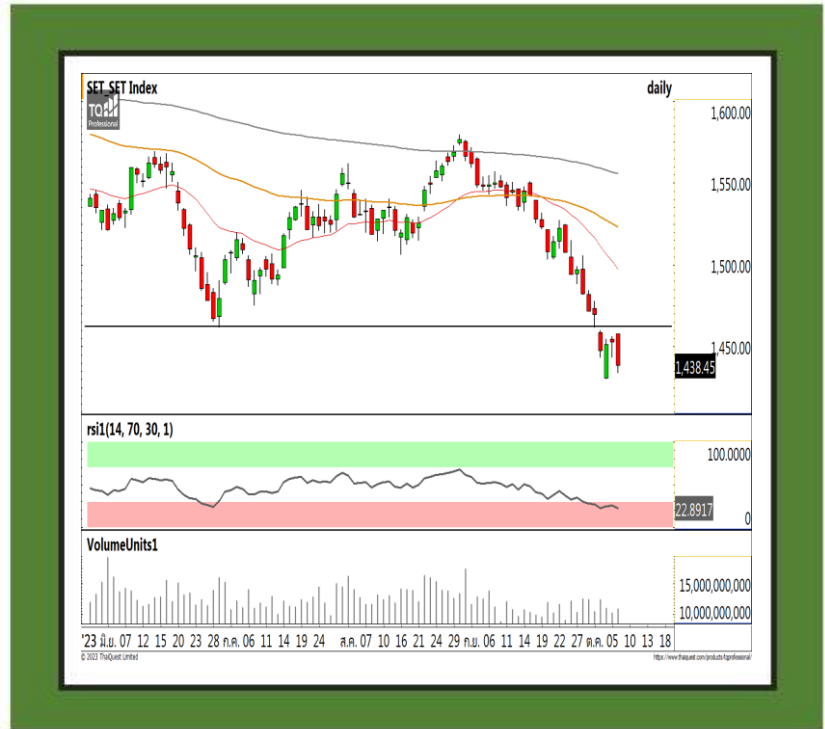 SET_SET Index daily
TQ
Professional
1,600.00
1,550.00
1,500.00
1,450.00
1,438.45
rsi1(14, 70, 30, 1)
100.0000
22.8917
0
VolumeUnits1
15,000,000,000
10,000,000,000
'23 มิ.ย. 07 12 15 20 23 28 ก.ค. 06 11 14 19 24 ส.ค. 07 10 16 21 24 29 ก.ย. 06 11 14 19 22 27 ต.ค. 05 10 13 18
© 2023 ThaiQuest Limited https://www.thaiquest.com/products/tqprofessional/